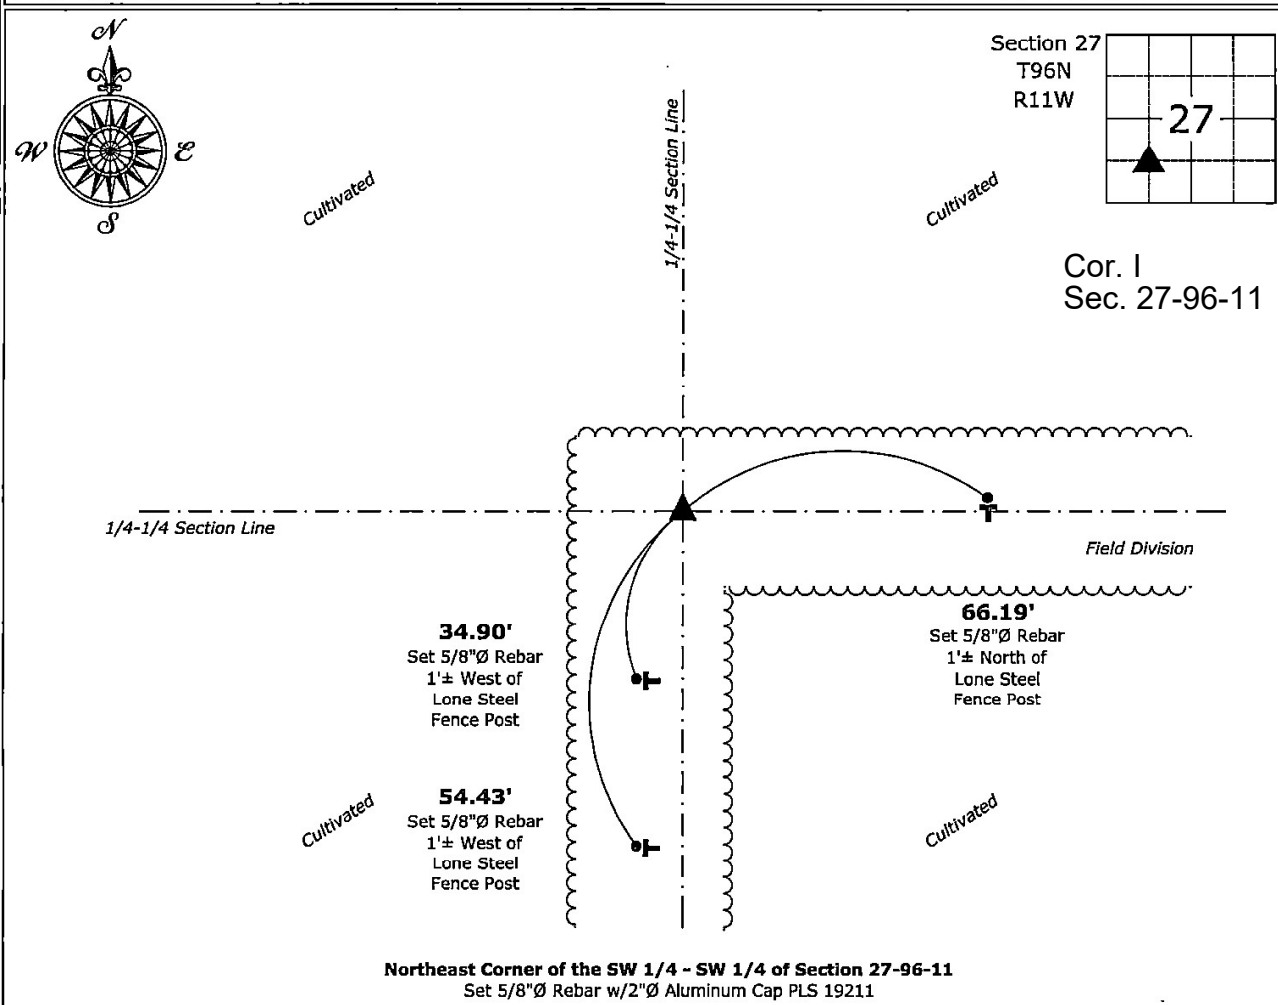 N
W
E
S
Section 27
T96N
R11W
27
Cor. I
Sec. 27-96-11
Cultivated
1/4-1/4 Section Line
Cultivated
1/4-1/4 Section Line
Field Division
34.90'
Set 5/8"Ø Rebar
1'± West of
Lone Steel
Fence Post
66.19'
Set 5/8"Ø Rebar
1'± North of
Lone Steel
Fence Post
54.43'
Set 5/8"Ø Rebar
1'± West of
Lone Steel
Fence Post
Cultivated
Cultivated
Northeast Corner of the SW 1/4 - SW 1/4 of Section 27-96-11
Set 5/8"Ø Rebar w/2"Ø Aluminum Cap PLS 19211